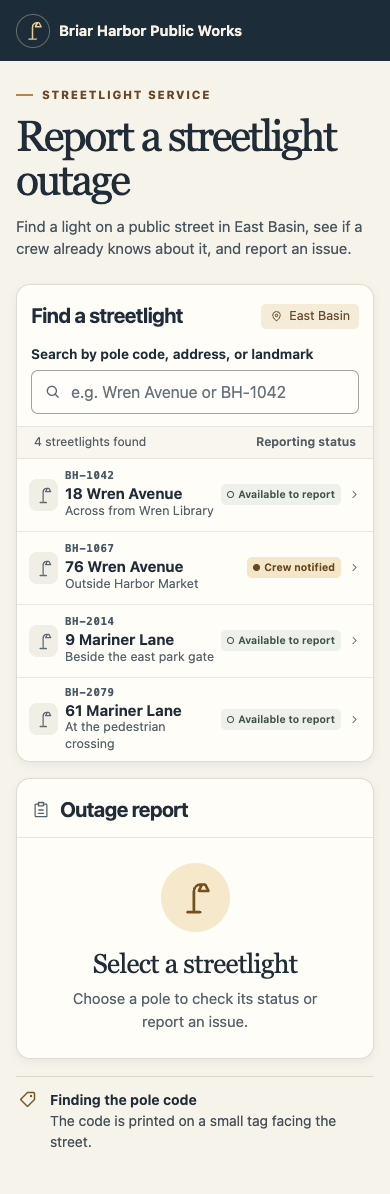 Briar Harbor Public Works
STREETLIGHT SERVICE
Report a streetlight
outage
Find a light on a public street in East Basin, see if a
crew already knows about it, and report an issue.
Find a streetlight
East Basin
Search by pole code, address, or landmark
e.g. Wren Avenue or BH-1042
4 streetlights found
Reporting status
BH-1042
18 Wren Avenue
Across from Wren Library
Available to report
BH-1067
76 Wren Avenue
Outside Harbor Market
Crew notified
BH-2014
9 Mariner Lane
Beside the east park gate
Available to report
BH-2079
61 Mariner Lane
At the pedestrian
crossing
Available to report
Outage report
Select a streetlight
Choose a pole to check its status or
report an issue.
Finding the pole code
The code is printed on a small tag facing the
street.